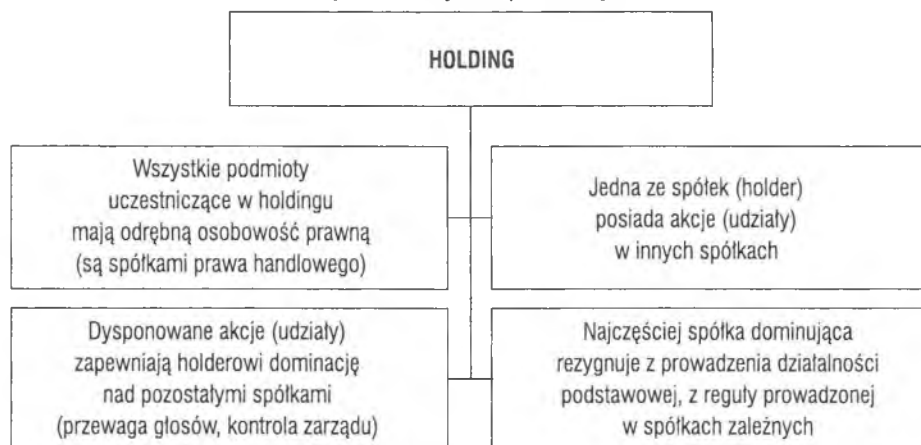 HOLDING
Wszystkie podmioty
uczestniczące w holdingu
mają odrębną osobowość prawną
(są spółkami prawa handlowego)
Jedna ze spółek (holder)
posiada akcje (udziały)
w innych spółkach
Dysponowane akcje (udziały)
zapewniają holderowi dominację
nad pozostałymi spółkami
(przewaga głosów, kontrola zarządu)
Najczęściej spółka dominująca
rezygnuje z prowadzenia działalności
podstawowej, z reguły prowadzonej
w spółkach zależnych